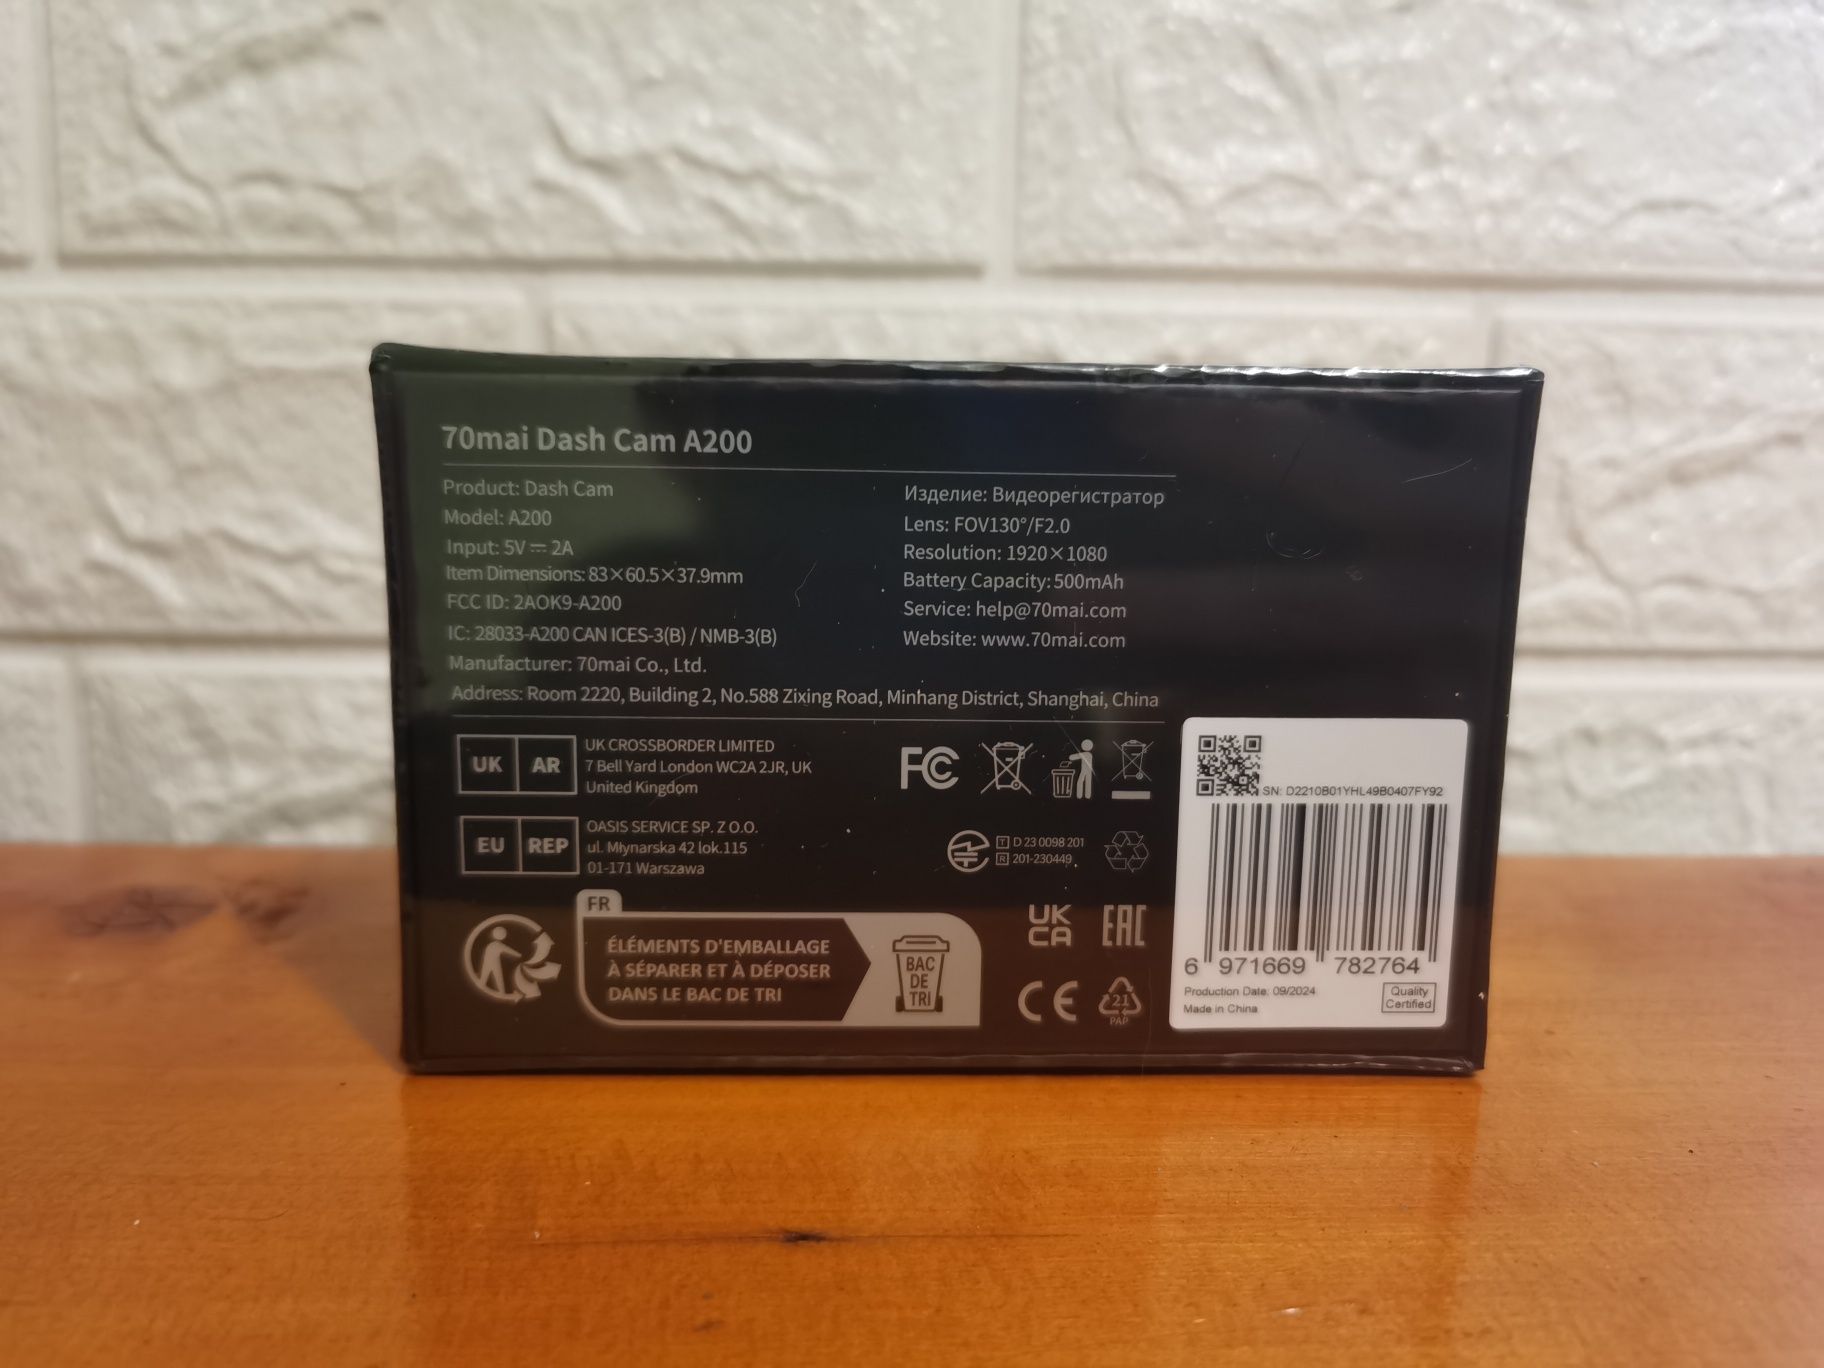 70mai Dash Cam A200
Product: Dash Cam
Model: A200
Input: 5V ⎓ 2A
Item Dimensions: 83×60.5×37.9mm
FCC ID: 2AOK9-A200
IC: 28033-A200 CAN ICES-3(B) / NMB-3(B)
Manufacturer: 70mai Co., Ltd.
Address: Room 2220, Building 2, No.588 Zixing Road, Minhang District, Shanghai, China
Изделие: Видеорегистратор
Lens: FOV130°/F2.0
Resolution: 1920×1080
Battery Capacity: 500mAh
Service: help@70mai.com
Website: www.70mai.com
UK AR
UK CROSSBORDER LIMITED
7 Bell Yard London WC2A 2JR, UK
United Kingdom
EU REP
OASIS SERVICE SP. Z O.O.
ul. Młynarska 42 lok.115
01-171 Warszawa
FC
T D 23 0098 201
R 201-230449
FR
ÉLÉMENTS D'EMBALLAGE
À SÉPARER ET À DÉPOSER
DANS LE BAC DE TRI
BAC
DE
TRI
UK
CA
EAC
CE
21
PAP
SN: D2210B01YHL49B0407FY92
6 971669 782764
Production Date: 09/2024
Made in China
Quality
Certified